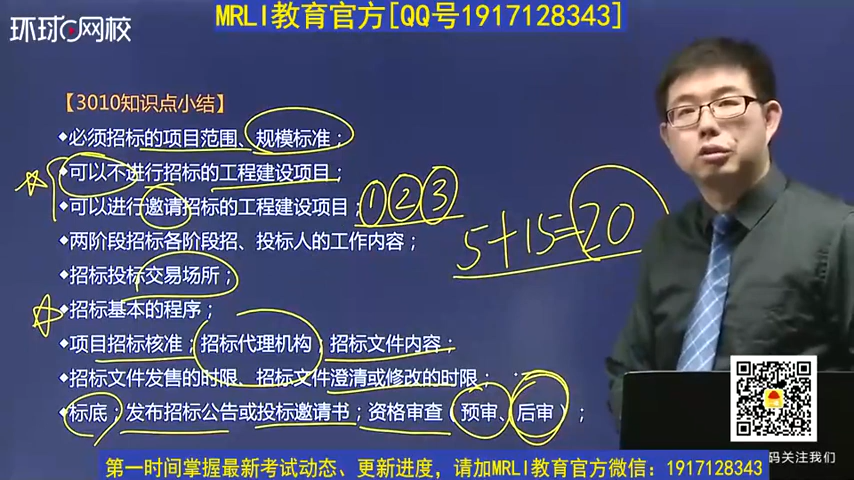 MRLI教育官方[QQ号1917128343]
环球网校
【3010知识点小结】
◆必须招标的项目范围、规模标准；
◆可以不进行招标的工程建设项目；
◆可以进行邀请招标的工程建设项目；①②③
5+15=20
◆两阶段招标各阶段招、投标人的工作内容；
◆招标投标交易场所；
◆招标基本的程序；
◆项目招标核准；招标代理机构；招标文件内容；
◆招标文件发售的时限、招标文件澄清或修改的时限；
◆标底；发布招标公告或投标邀请书；资格审查（预审、后审）；
码关注我们
第一时间掌握最新考试动态、更新进度，请加MRLI教育官方微信：1917128343